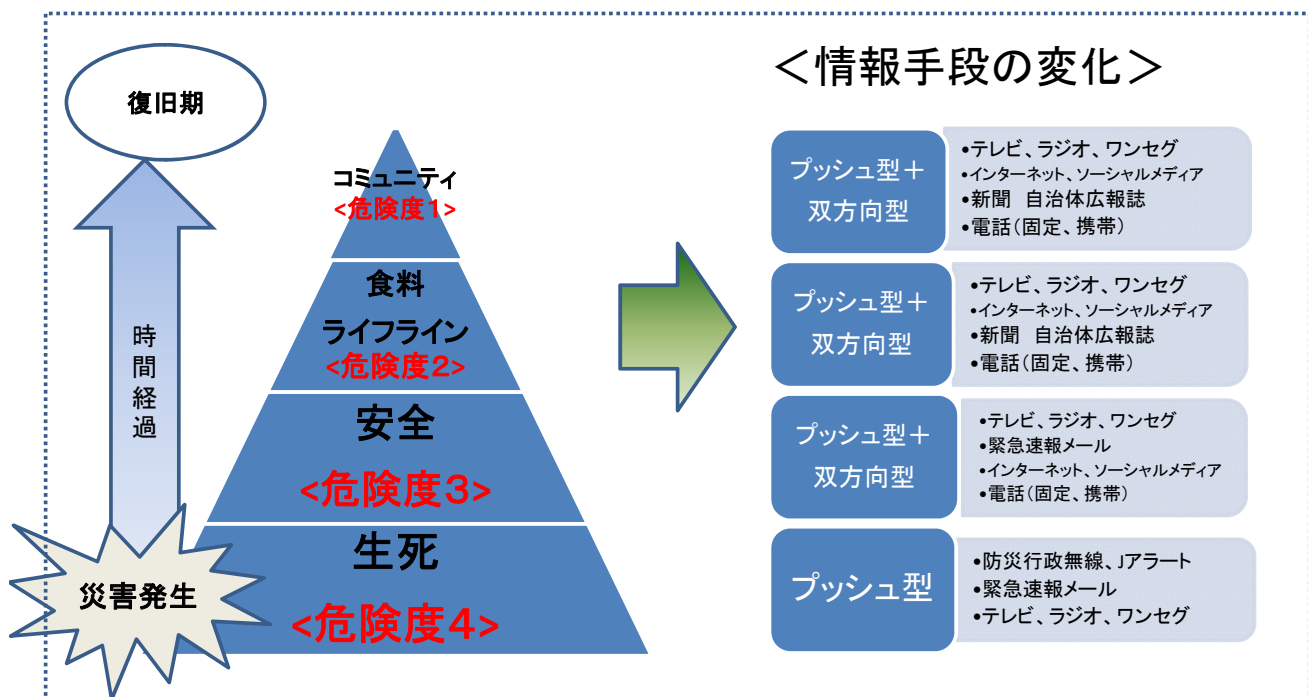 ＜情報手段の変化＞
復旧期
時間経過
災害発生
コミュニティ
<危険度１>
食料
ライフライン
<危険度２>
安全
<危険度３>
生死
<危険度４>
プッシュ型＋
双方向型
•テレビ、ラジオ、ワンセグ
•インターネット、ソーシャルメディア
•新聞　自治体広報誌
•電話（固定、携帯）
プッシュ型＋
双方向型
•テレビ、ラジオ、ワンセグ
•インターネット、ソーシャルメディア
•新聞　自治体広報誌
•電話（固定、携帯）
プッシュ型＋
双方向型
•テレビ、ラジオ、ワンセグ
•緊急速報メール
•インターネット、ソーシャルメディア
•電話（固定、携帯）
プッシュ型
•防災行政無線、Jアラート
•緊急速報メール
•テレビ、ラジオ、ワンセグ